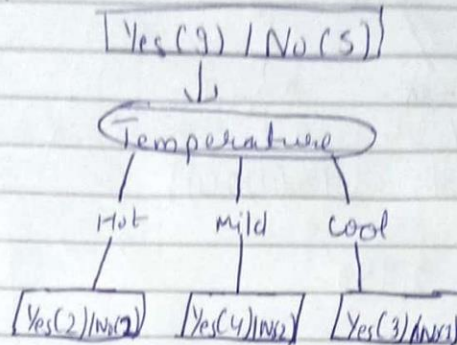 Yes(9) / No(5)
Temperature
Hot Mild Cool
Yes(2)/No(2) Yes(4)/No(2) Yes(3)/No(1)